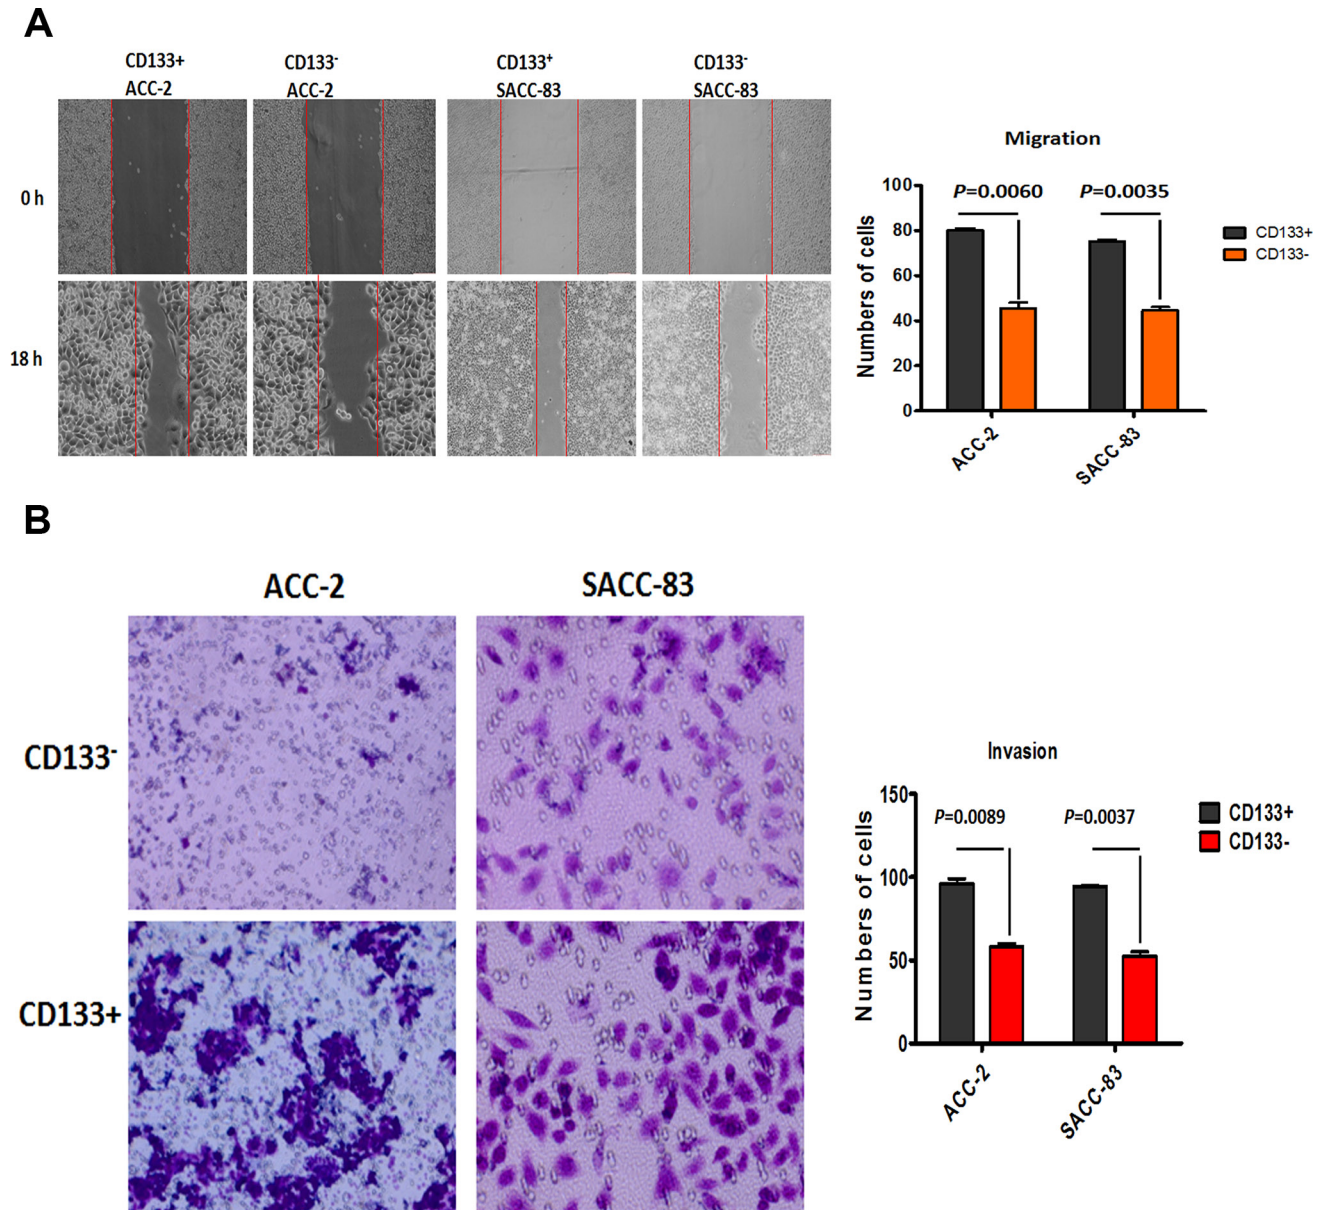 A
CD133+
ACC-2
CD133-
ACC-2
CD133+
SACC-83
CD133-
SACC-83
0 h
18 h
Migration
P=0.0060
P=0.0035
100
80
60
40
20
0
Numbers of cells
CD133+
CD133-
ACC-2
SACC-83
B
ACC-2
SACC-83
CD133-
CD133+
Invasion
P=0.0089
P=0.0037
150
100
50
0
Numbers of cells
CD133+
CD133-
ACC-2
SACC-83